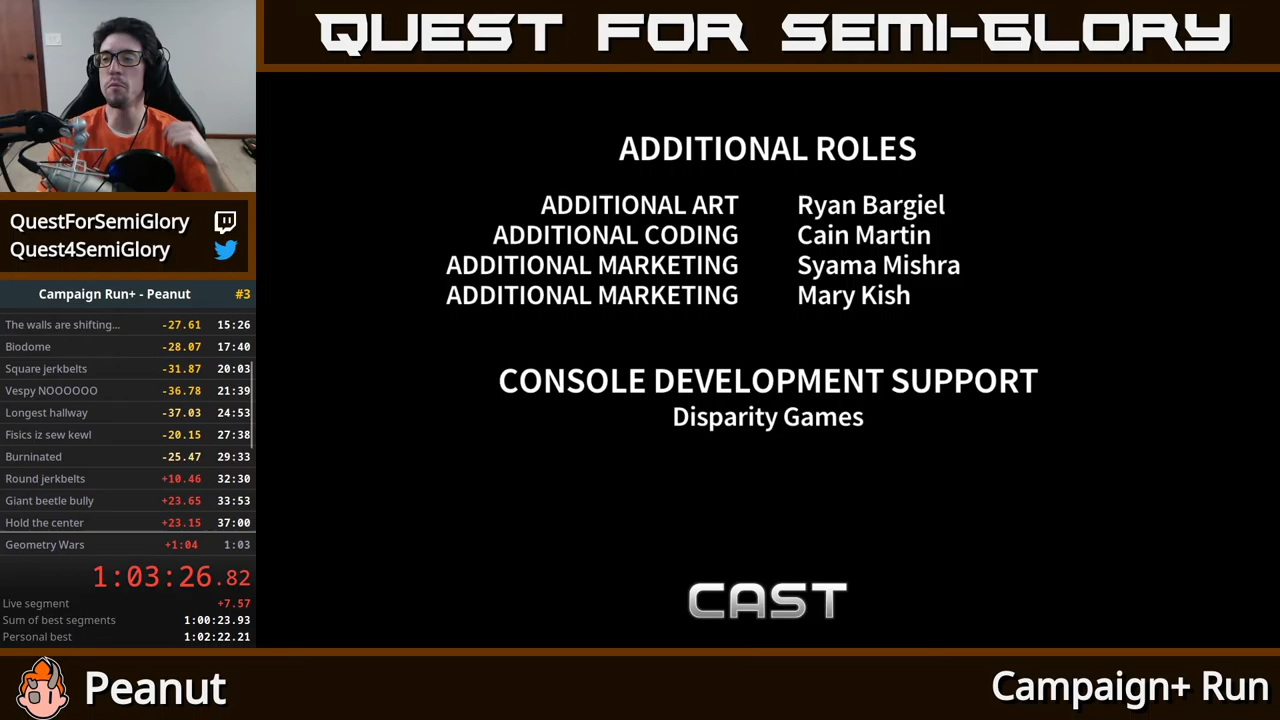 QUEST FOR SEMI-GLORY
QuestForSemiGlory
Quest4SemiGlory
Campaign Run+ - Peanut #3
The walls are shifting... -27.61 15:26
Biodome -28.07 17:40
Square jerkbelts -31.87 20:03
Vespy NOOOOOO -36.78 21:39
Longest hallway -37.03 24:53
Fisics iz sew kewl -20.15 27:38
Burninated -25.47 29:33
Round jerkbelts +10.46 32:30
Giant beetle bully +23.65 33:53
Hold the center +23.15 37:00
Geometry Wars +1:04 1:03
1:03:26.82
Live segment +7.57
Sum of best segments 1:00:23.93
Personal best 1:02:22.21
ADDITIONAL ROLES
ADDITIONAL ART Ryan Bargiel
ADDITIONAL CODING Cain Martin
ADDITIONAL MARKETING Syama Mishra
ADDITIONAL MARKETING Mary Kish
CONSOLE DEVELOPMENT SUPPORT
Disparity Games
CAST
Peanut
Campaign+ Run